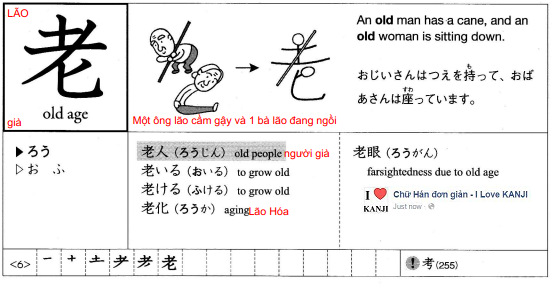 LÃO
老
old age
giả
Một ông lão cầm gậy và 1 bà lão đang ngồi
An old man has a cane, and an
old woman is sitting down.
おじいさんはつえを持って、おば
も
あさんは座っています。
すわ
▶ろう
▷お ふ
老人（ろうじん） old people người già
老いる（おいる） to grow old
老ける（ふける） to grow old
老化（ろうか） aging Lão Hóa
老眼（ろうがん）
farsightedness due to old age
I ❤ KANJI
Chữ Hán đơn giản - I Love KANJI
Just now
<6> 一 十 土 耂 耂 老
! 考(255)